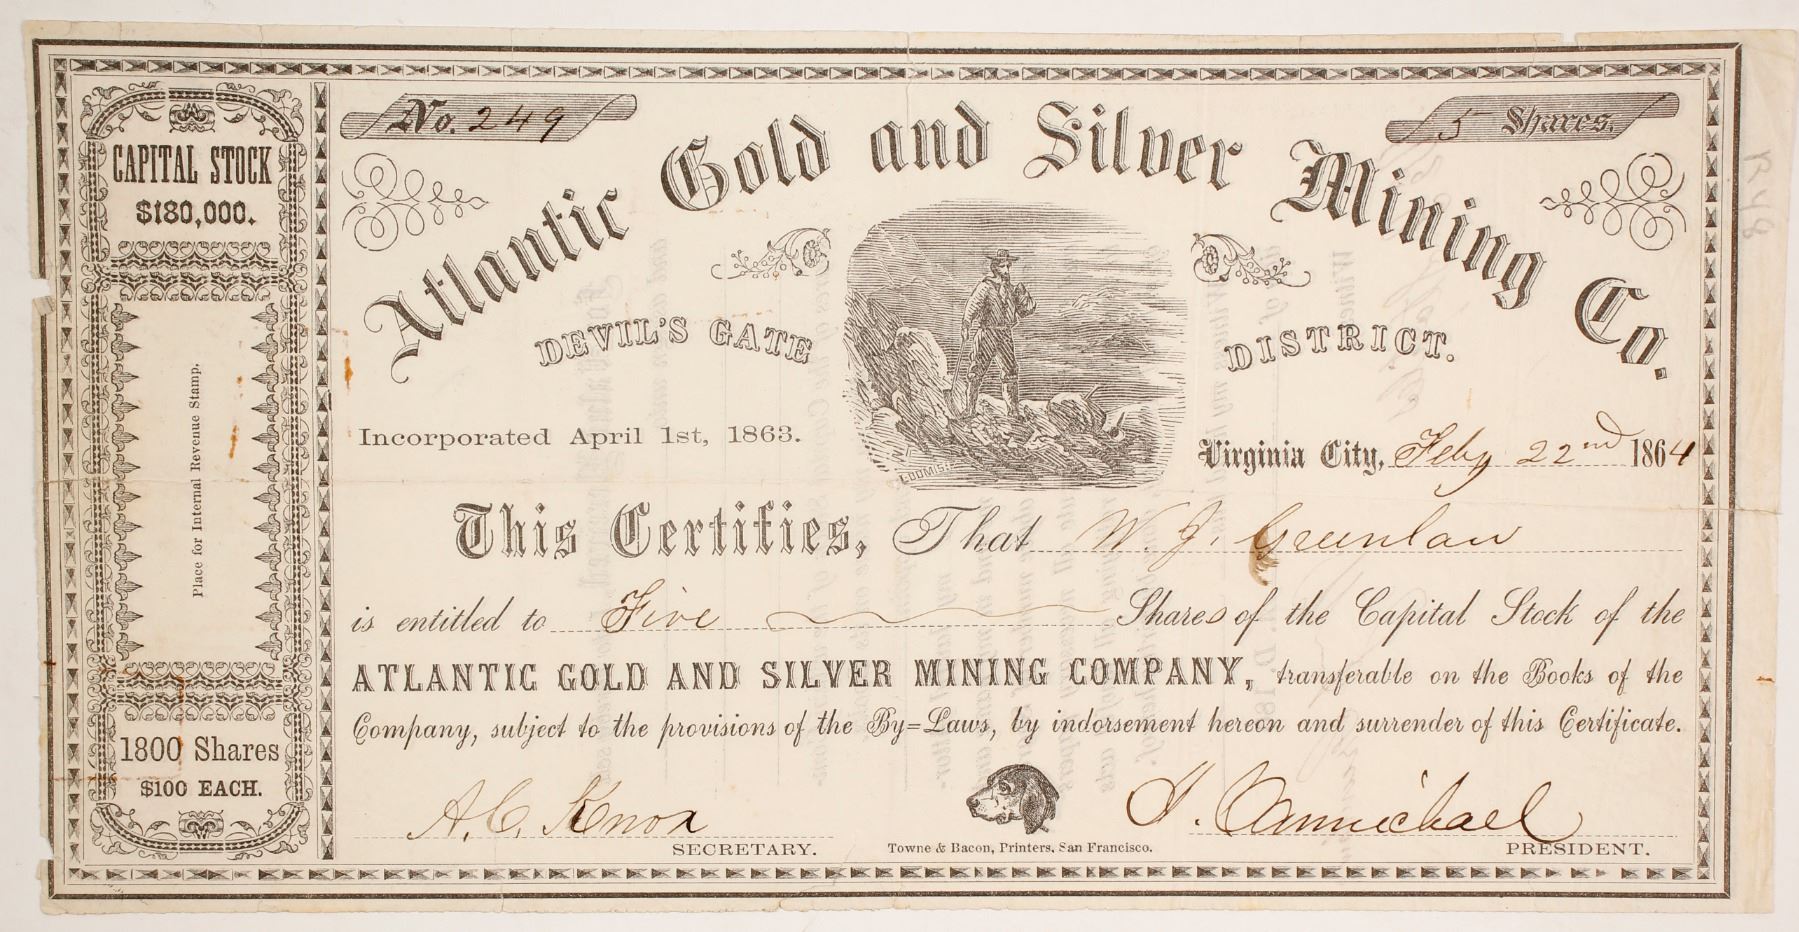 No. 249
5 Shares.
Atlantic Gold and Silver Mining Co.
DEVIL'S GATE DISTRICT.
CAPITAL STOCK
$180,000.
Place for Internal Revenue Stamp.
1800 Shares
$100 EACH.
LOOMIS.
Incorporated April 1st, 1863.
Virginia City, Feby 22nd 1864
This Certifies, That W. J. Greenlaw
is entitled to Five Shares of the Capital Stock of the
ATLANTIC GOLD AND SILVER MINING COMPANY, transferable on the Books of the
Company, subject to the provisions of the By=Laws, by indorsement hereon and surrender of this Certificate.
A. C. Knox
SECRETARY.
Towne & Bacon, Printers, San Francisco.
H. Carmichael
PRESIDENT.